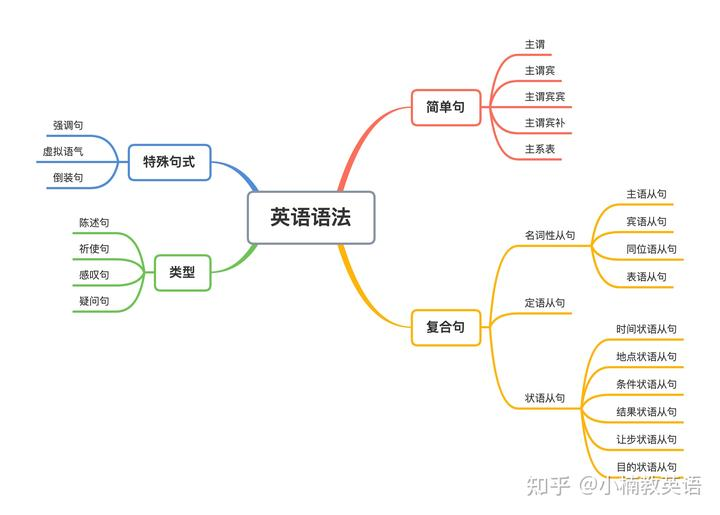 英语语法
简单句
主谓
主谓宾
主谓宾宾
主谓宾补
主系表
复合句
名词性从句
主语从句
宾语从句
同位语从句
表语从句
定语从句
状语从句
时间状语从句
地点状语从句
条件状语从句
结果状语从句
让步状语从句
目的状语从句
特殊句式
强调句
虚拟语气
倒装句
类型
陈述句
祈使句
感叹句
疑问句
知乎 @小楠教英语